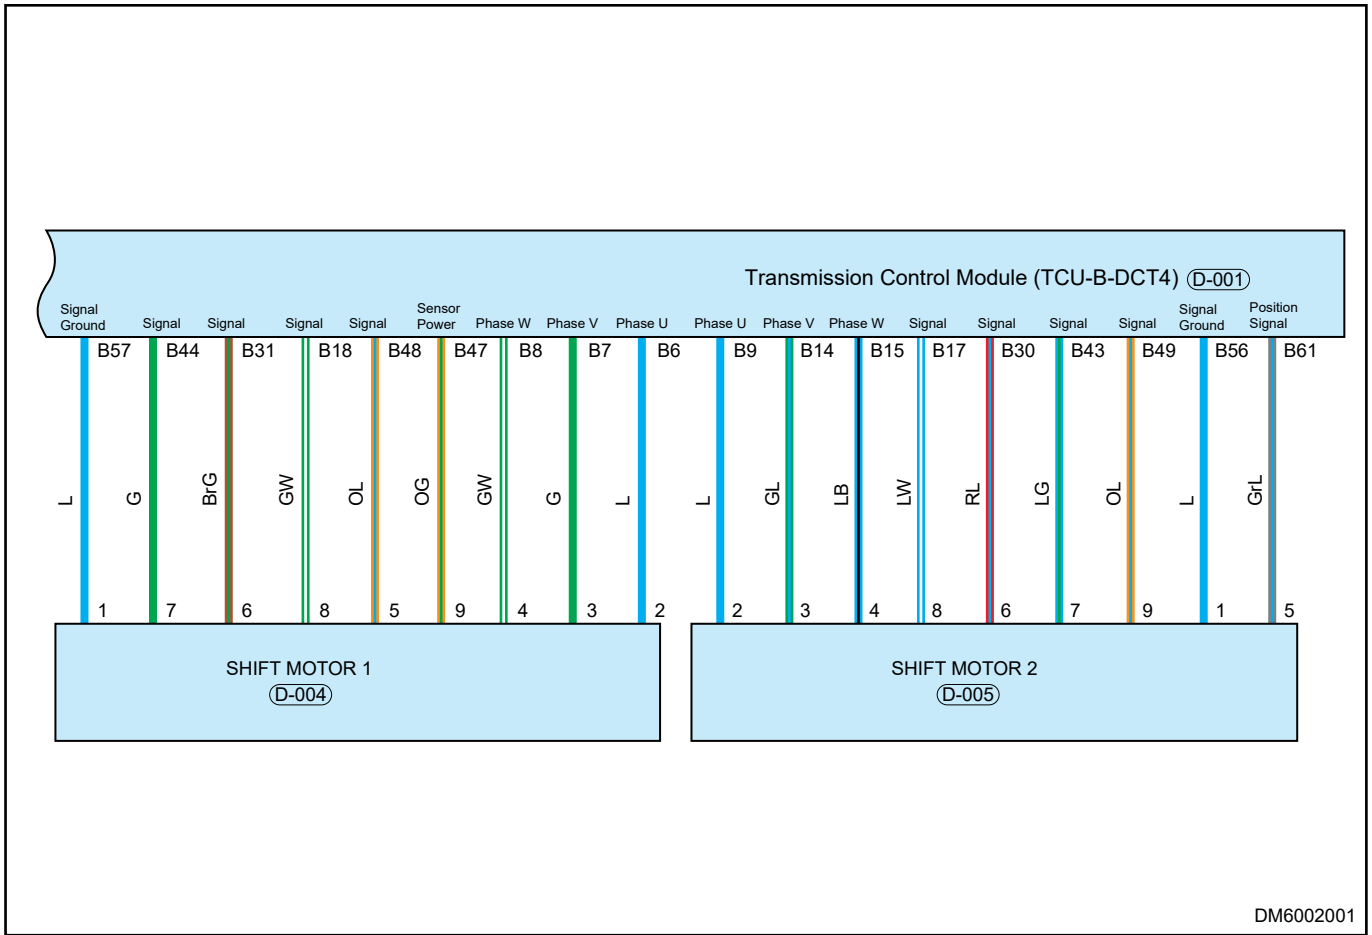 Transmission Control Module (TCU-B-DCT4) D-001
Signal Ground Signal Signal Signal Signal Sensor Power Phase W Phase V Phase U Phase U Phase V Phase W Signal Signal Signal Signal Signal Ground Position Signal
B57 B44 B31 B18 B48 B47 B8 B7 B6 B9 B14 B15 B17 B30 B43 B49 B56 B61
L G BrG GW OL OG GW G L L GL LB LW RL LG OL L GrL
1 7 6 8 5 9 4 3 2 2 3 4 8 6 7 9 1 5
SHIFT MOTOR 1
D-004
SHIFT MOTOR 2
D-005
DM6002001